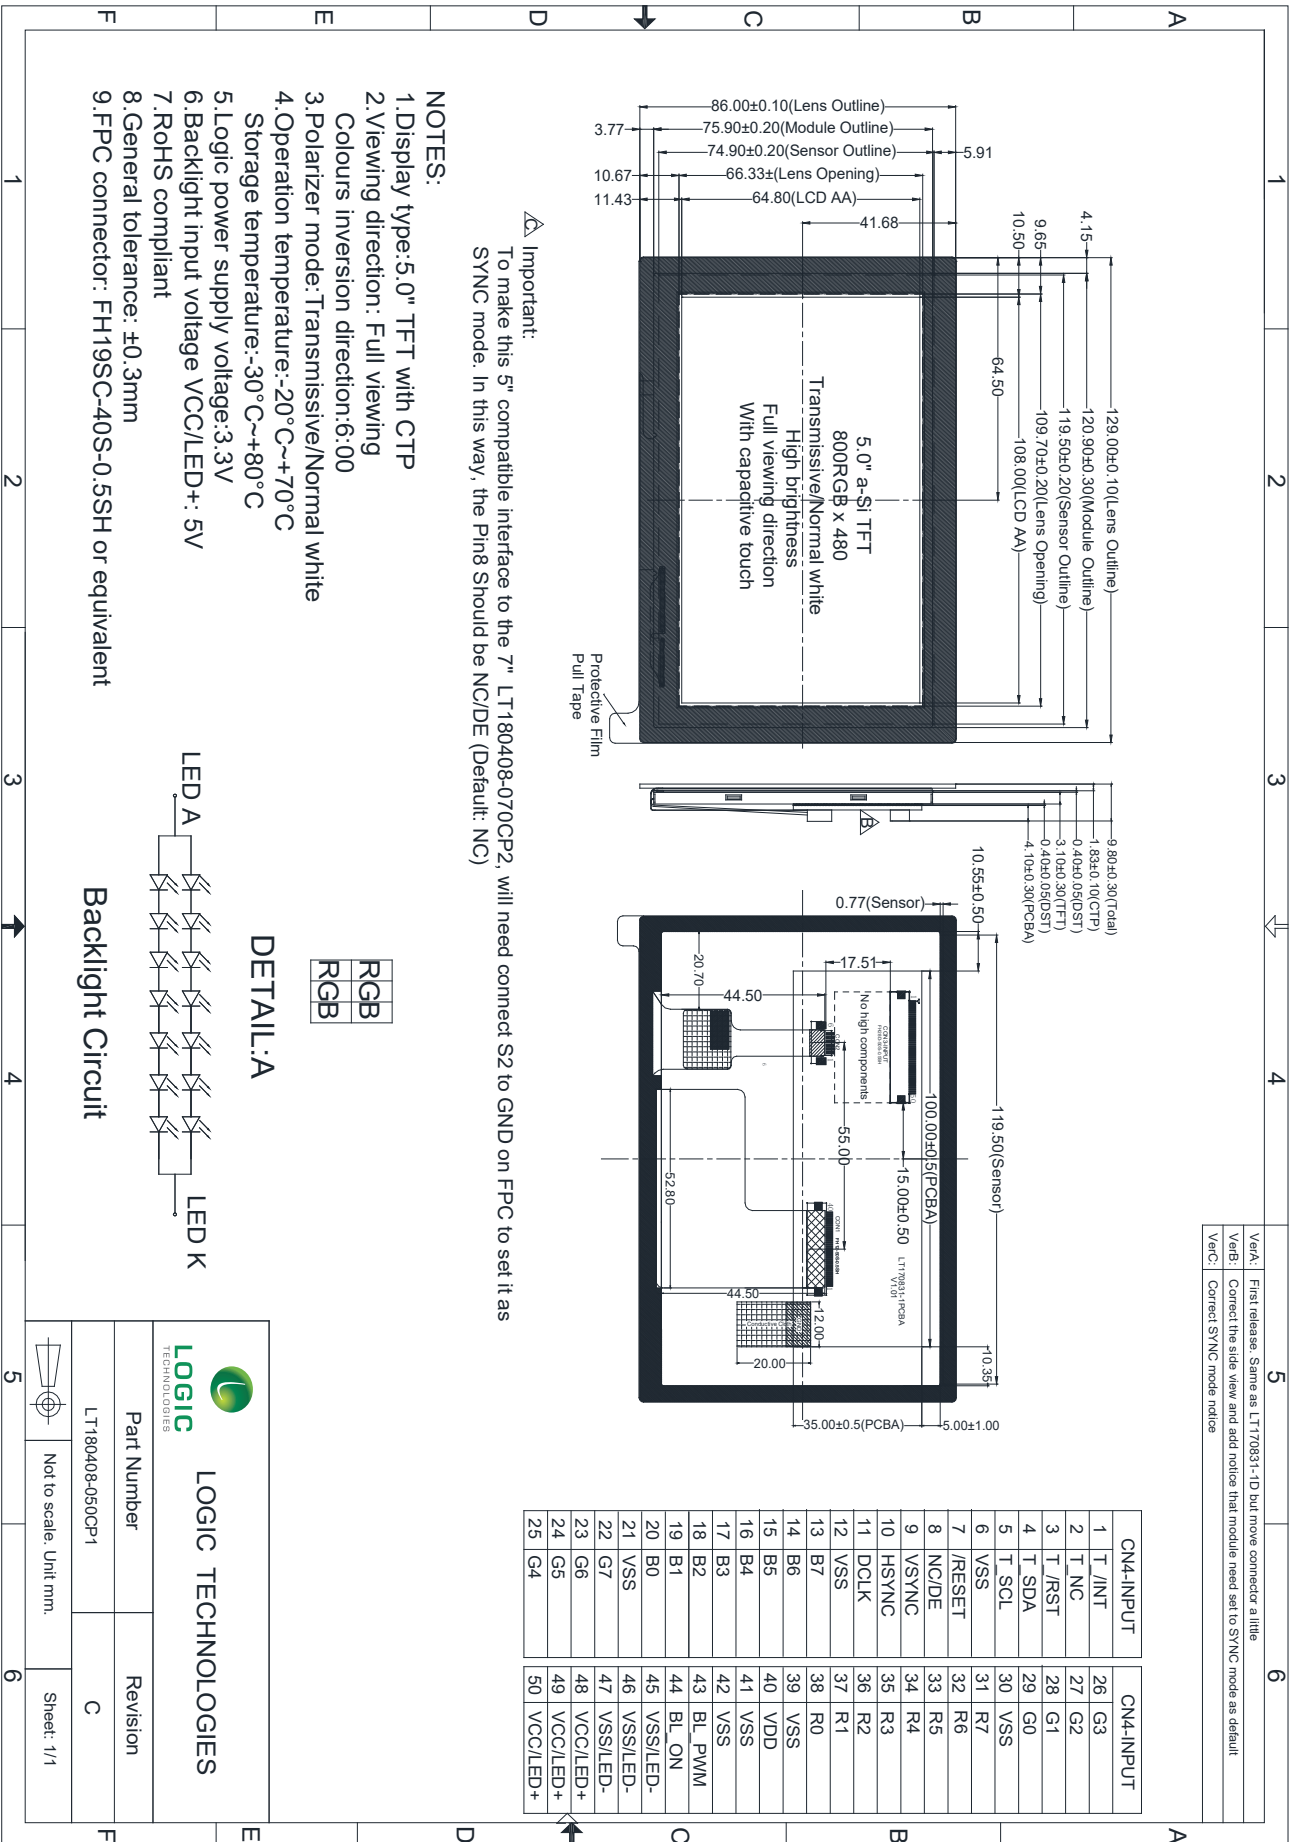 VerA: First release. Same as LT170831-1D but move connector a little
VerB: Correct the side view and add notice that module need set to SYNC mode as default
VerC: Correct SYNC mode notice
1 2 3 4 5 6
A
B
C
D
E
F
129.00±0.10(Lens Outline)
4.15
120.90±0.30(Module Outline)
119.50±0.20(Sensor Outline)
9.65
109.70±0.20(Lens Opening)
10.50
108.00(LCD AA)
64.50
86.00±0.10(Lens Outline)
3.77
75.90±0.20(Module Outline)
74.90±0.20(Sensor Outline)
5.91
10.67
66.33±(Lens Opening)
11.43
64.80(LCD AA)
41.68
5.0" a-Si TFT
800RGB x 480
Transmissive/Normal white
High brightness
Full viewing direction
With capacitive touch
Protective Film
Pull Tape
9.80±0.30(Total)
1.83±0.10(CTP)
0.40±0.05(DST)
3.10±0.30(TFT)
0.40±0.05(DST)
4.10±0.30(PCBA)
B
10.55±0.50
119.50(Sensor)
0.77(Sensor)
100.00±0.5(PCBA)
10.35
15.00±0.50
17.51
No high components
55.00
44.50
20.70
52.80
44.50
12.00
20.00
35.00±0.5(PCBA)
5.00±1.00
LT170831-1PCBA
V1.01
CON1
C Important:
To make this 5" compatible interface to the 7" LT180408-070CP2, will need connect S2 to GND on FPC to set it as
SYNC mode. In this way, the Pin8 Should be NC/DE (Default: NC)
NOTES:
1.Display type:5.0" TFT with CTP
2.Viewing direction: Full viewing
Colours inversion direction:6:00
3.Polarizer mode:Transmissive/Normal white
4.Operation temperature:-20°C~+70°C
Storage temperature:-30°C~+80°C
5.Logic power supply voltage:3.3V
6.Backlight input voltage VCC/LED+: 5V
7.RoHS compliant
8.General tolerance: ±0.3mm
9.FPC connector: FH19SC-40S-0.5SH or equivalent
RGB
RGB
DETAIL:A
LED A
LED K
Backlight Circuit
CN4-INPUT CN4-INPUT
1 T_/INT 26 G3
2 T_NC 27 G2
3 T_/RST 28 G1
4 T_SDA 29 G0
5 T_SCL 30 VSS
6 VSS 31 R7
7 /RESET 32 R6
8 NC/DE 33 R5
9 VSYNC 34 R4
10 HSYNC 35 R3
11 DCLK 36 R2
12 VSS 37 R1
13 B7 38 R0
14 B6 39 VSS
15 B5 40 VDD
16 B4 41 VSS
17 B3 42 VSS
18 B2 43 BL_PWM
19 B1 44 BL_ON
20 B0 45 VSS/LED-
21 VSS 46 VSS/LED-
22 G7 47 VSS/LED-
23 G6 48 VCC/LED+
24 G5 49 VCC/LED+
25 G4 50 VCC/LED+
LOGIC
TECHNOLOGIES
LOGIC TECHNOLOGIES
Part Number Revision
LT180408-050CP1 C
Not to scale. Unit mm. Sheet: 1/1
1 2 3 4 5 6
A
B
C
D
E
F